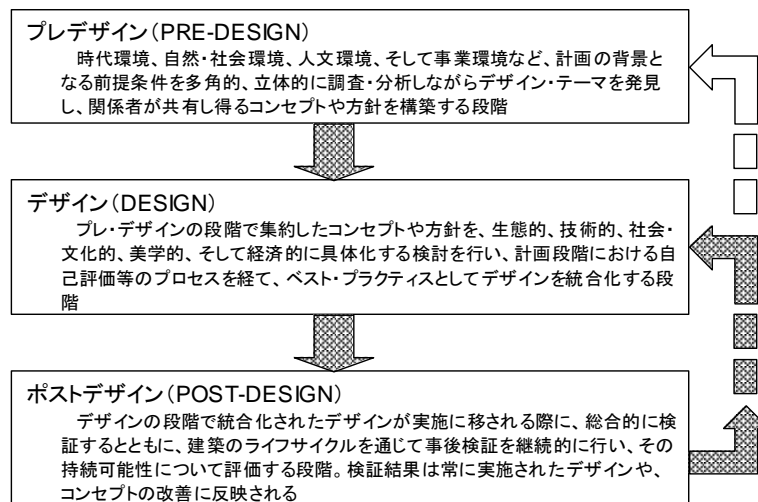 プレデザイン(PRE-DESIGN)
時代環境、自然・社会環境、人文環境、そして事業環境など、計画の背景と
なる前提条件を多角的、立体的に調査・分析しながらデザイン・テーマを発見
し、関係者が共有し得るコンセプトや方針を構築する段階
デザイン(DESIGN)
プレ・デザインの段階で集約したコンセプトや方針を、生態的、技術的、社会・
文化的、美学的、そして経済的に具体化する検討を行い、計画段階における自
己評価等のプロセスを経て、ベスト・プラクティスとしてデザインを統合化する段
階
ポストデザイン(POST-DESIGN)
デザインの段階で統合化されたデザインが実施に移される際に、総合的に検
証するとともに、建築のライフサイクルを通じて事後検証を継続的に行い、その
持続可能性について評価する段階。検証結果は常に実施されたデザインや、
コンセプトの改善に反映される